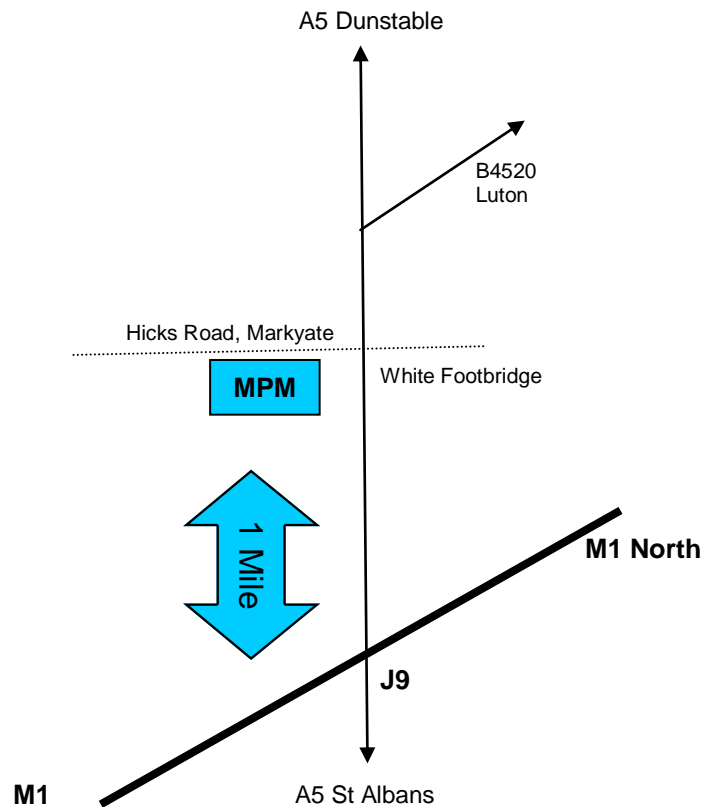 A5 Dunstable
B4520
Luton
Hicks Road, Markyate
MPM
White Footbridge
1 Mile
M1 North
J9
M1
A5 St Albans